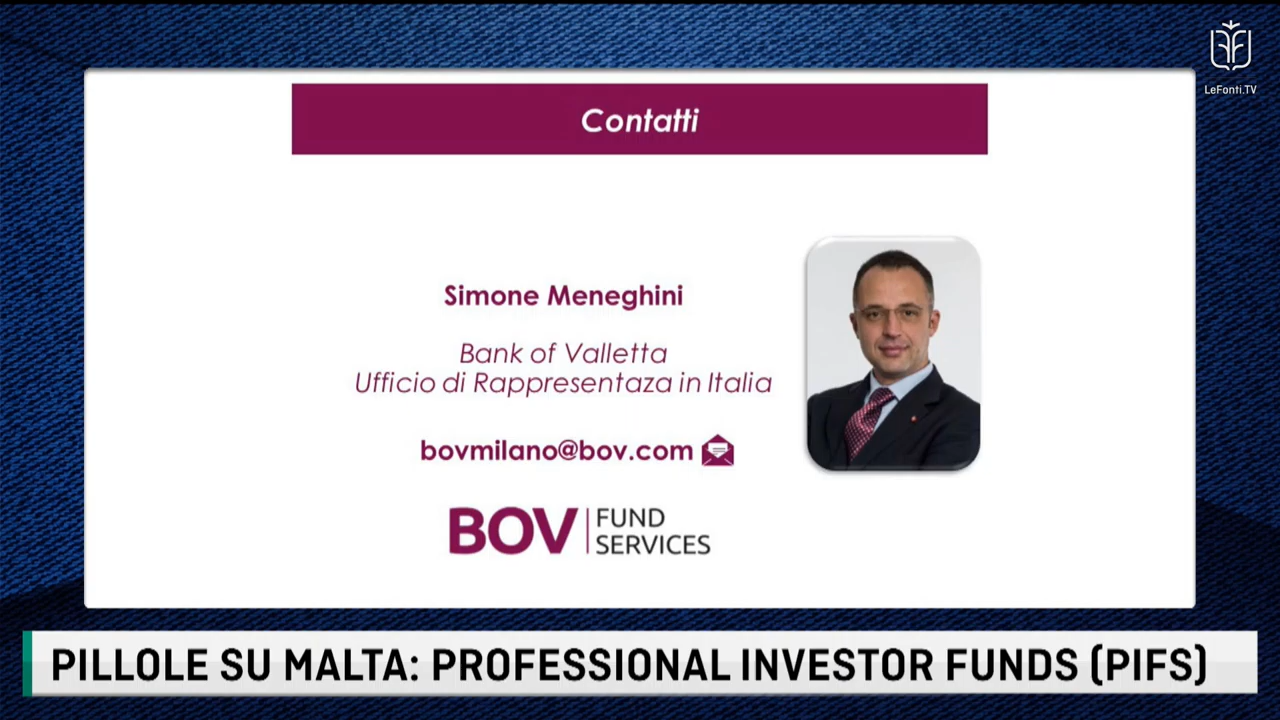 LeFonti.TV
Contatti
Simone Meneghini
Bank of Valletta
Ufficio di Rappresentaza in Italia
bovmilano@bov.com
BOV FUND
SERVICES
PILLOLE SU MALTA: PROFESSIONAL INVESTOR FUNDS (PIFS)